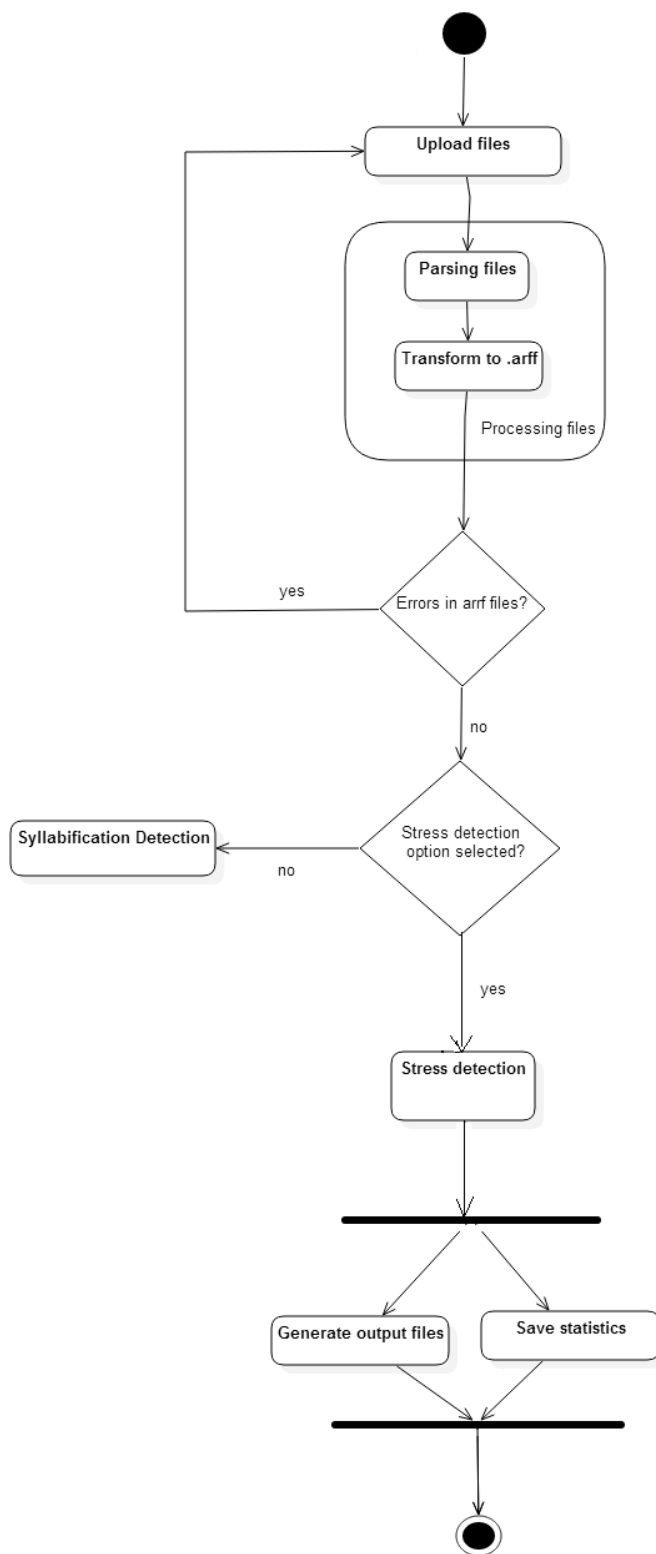 Upload files
Parsing files
Transform to .arff
Processing files
yes
Errors in arrf files?
no
Stress detection
option selected?
Syllabification Detection
no
yes
Stress detection
Generate output files
Save statistics